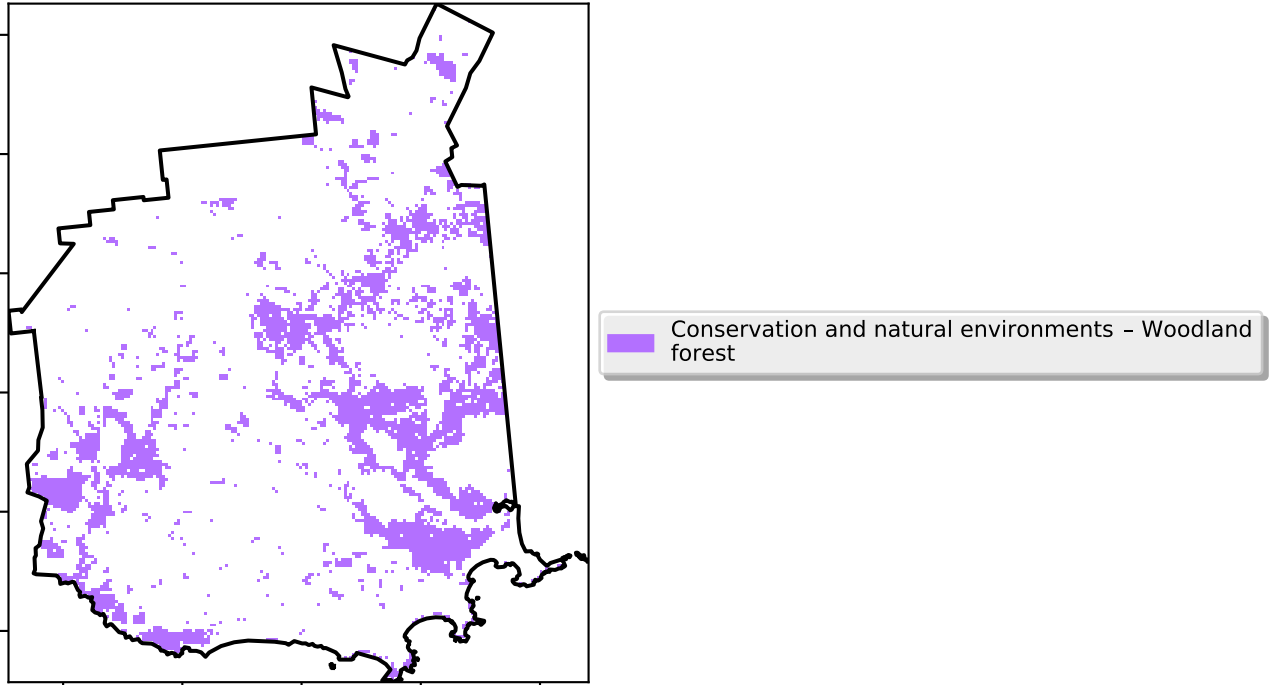 Conservation and natural environments – Woodland
forest